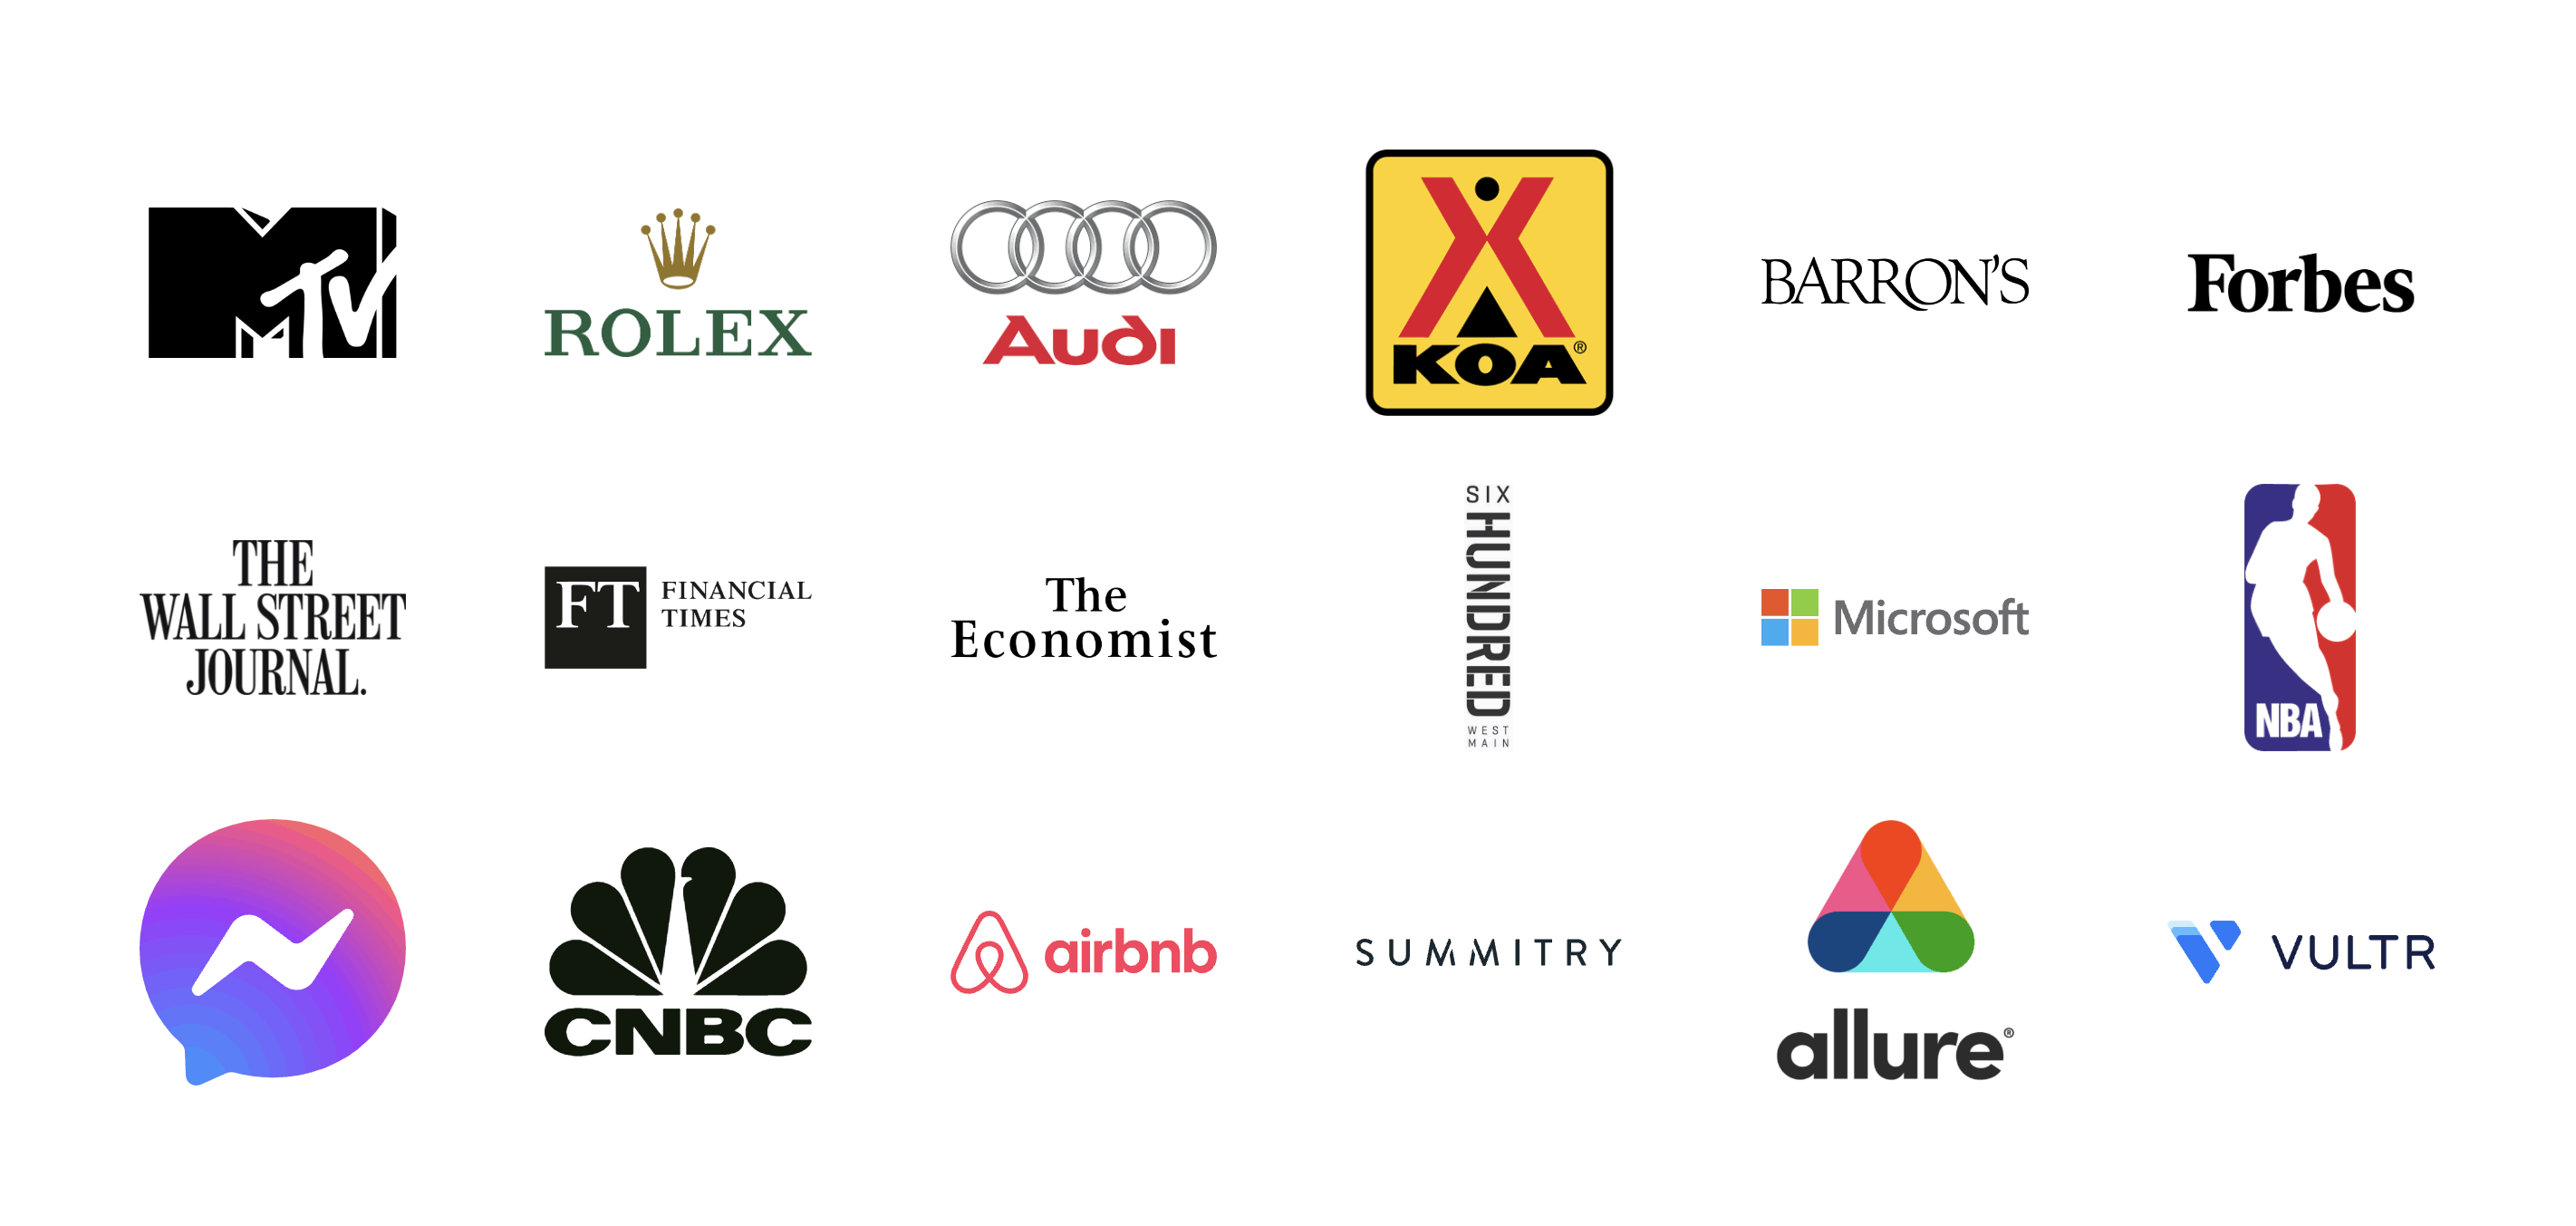 MTV
ROLEX
Audi
KOA®
BARRON'S
Forbes
THE
WALL STREET
JOURNAL.
FT
FINANCIAL
TIMES
The
Economist
SIX
HUNDRED
WEST
MAIN
Microsoft
NBA
CNBC
airbnb
SUMMITRY
allure®
VULTR